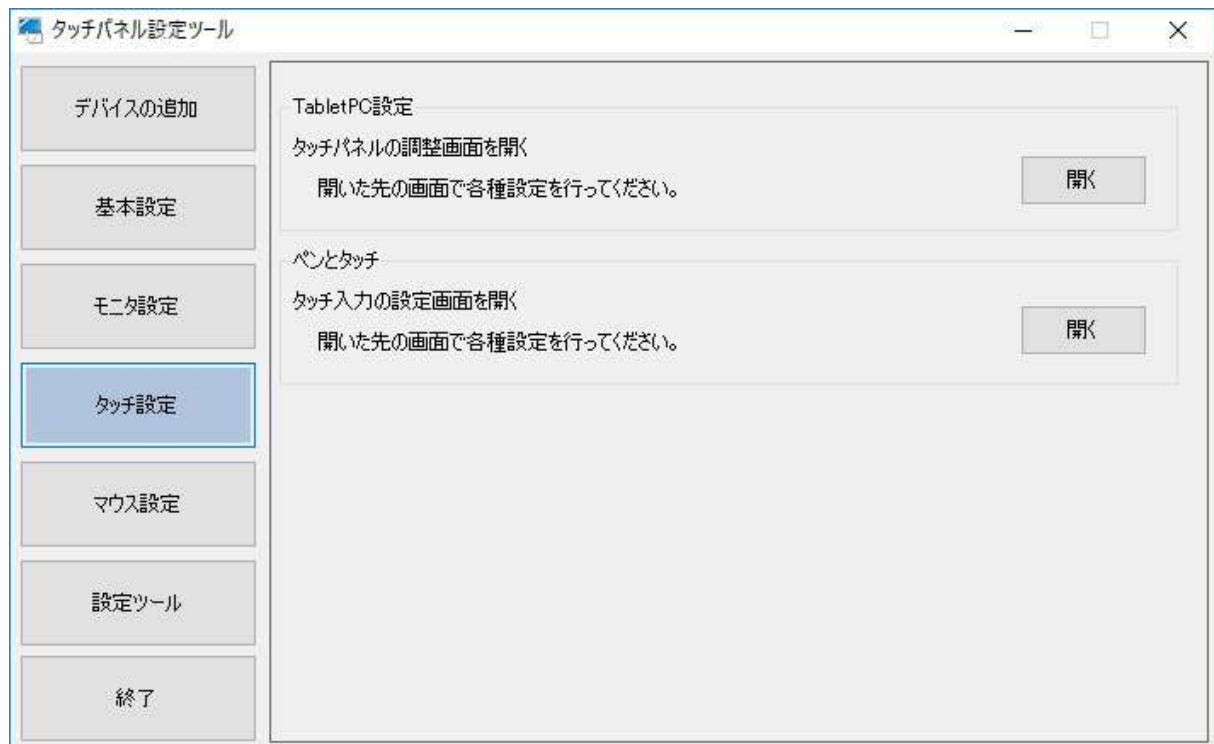 タッチパネル設定ツール
デバイスの追加
基本設定
モニタ設定
タッチ設定
マウス設定
設定ツール
終了
TabletPC設定
タッチパネルの調整画面を開く
開いた先の画面で各種設定を行ってください。
開く
ペンとタッチ
タッチ入力の設定画面を開く
開いた先の画面で各種設定を行ってください。
開く